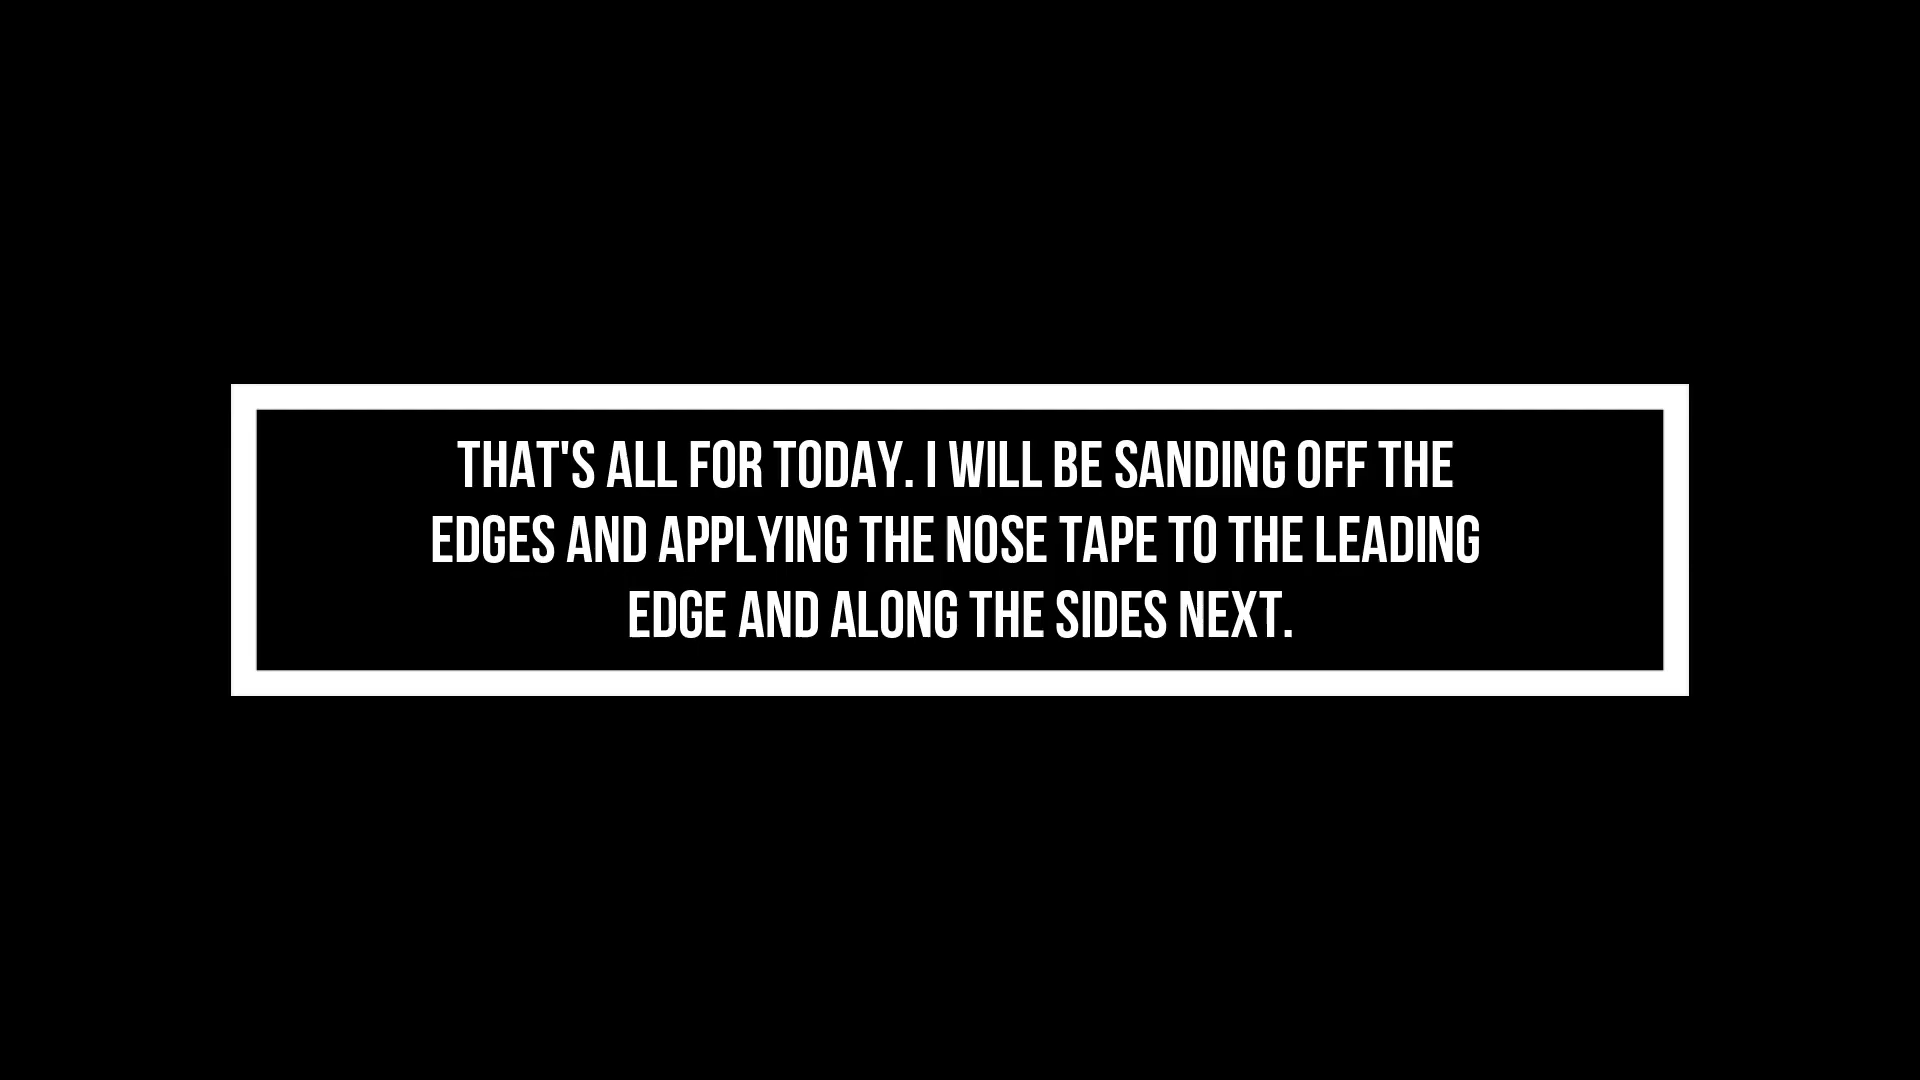 THAT'S ALL FOR TODAY. I WILL BE SANDING OFF THE
EDGES AND APPLYING THE NOSE TAPE TO THE LEADING
EDGE AND ALONG THE SIDES NEXT.